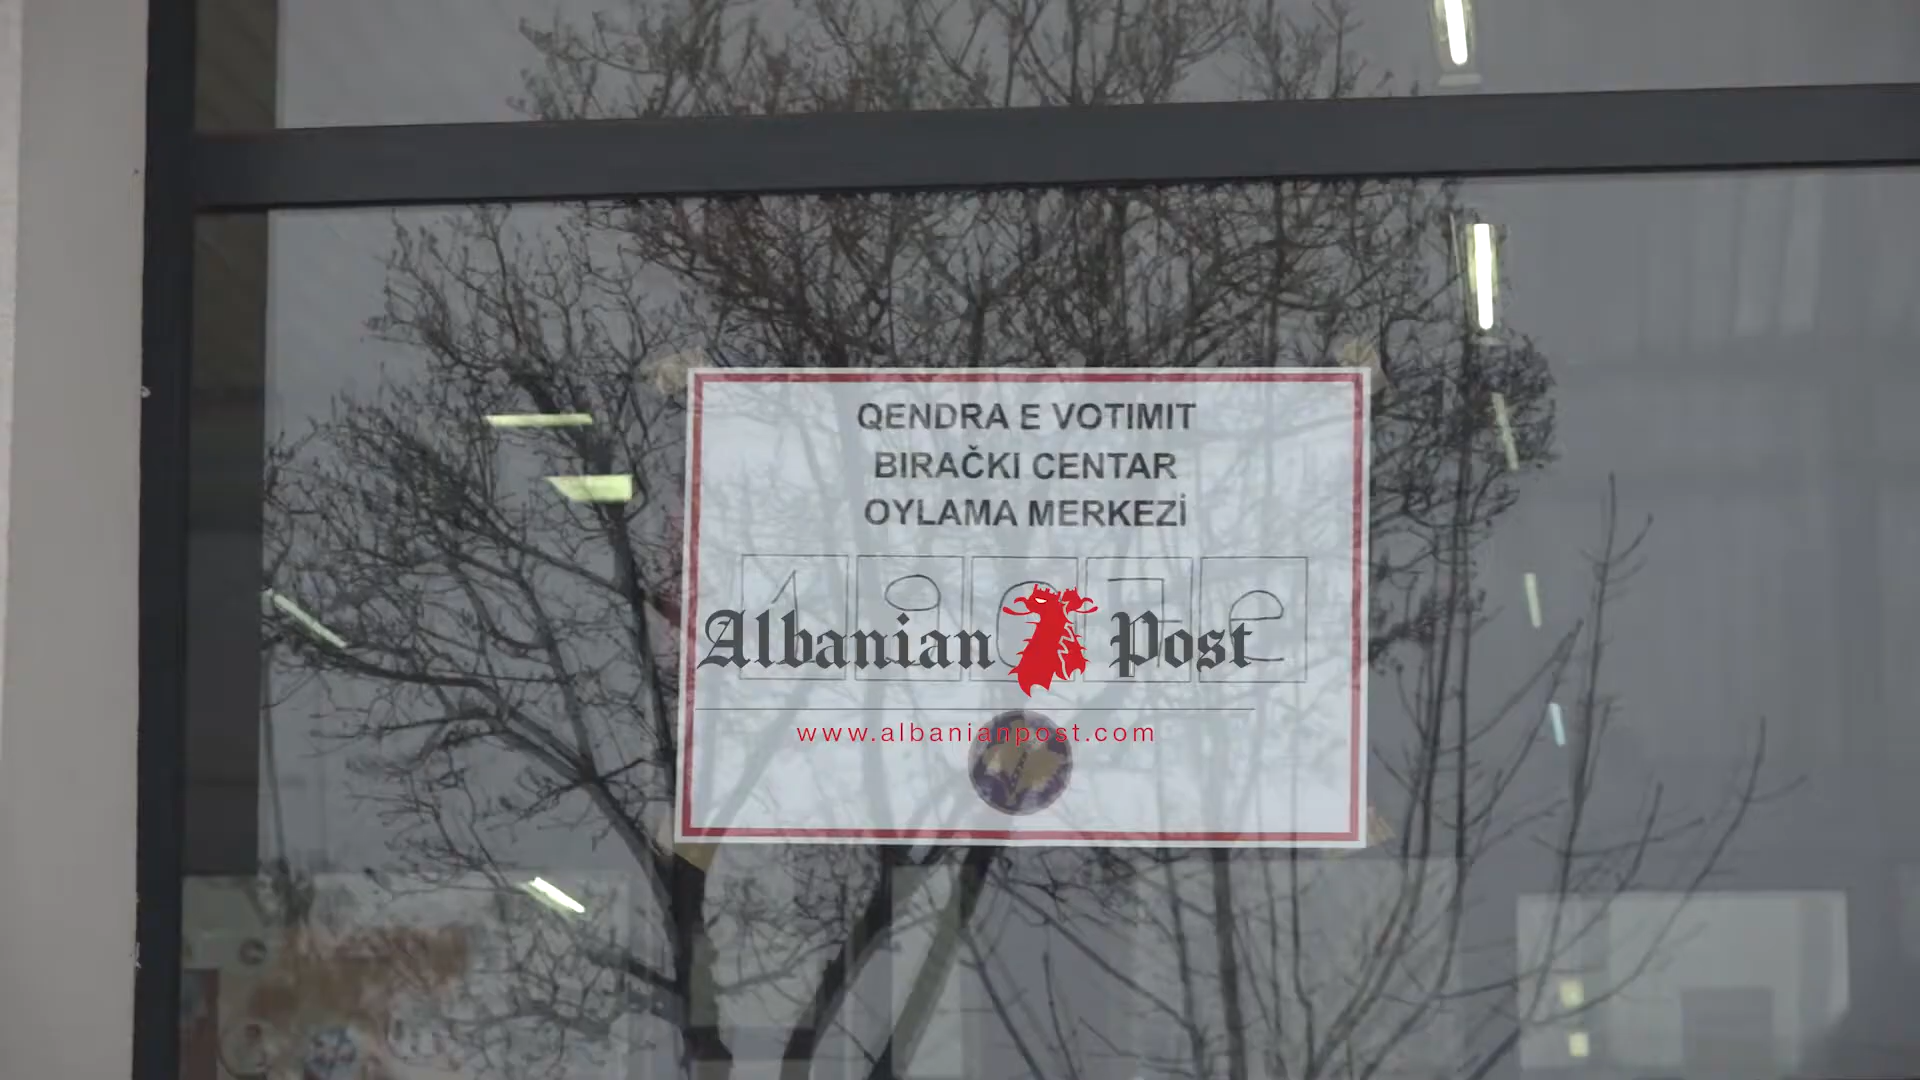 QENDRA E VOTIMIT
BIRAČKI CENTAR
OYLAMA MERKEZİ
Albanian Post
www.albanianpost.com